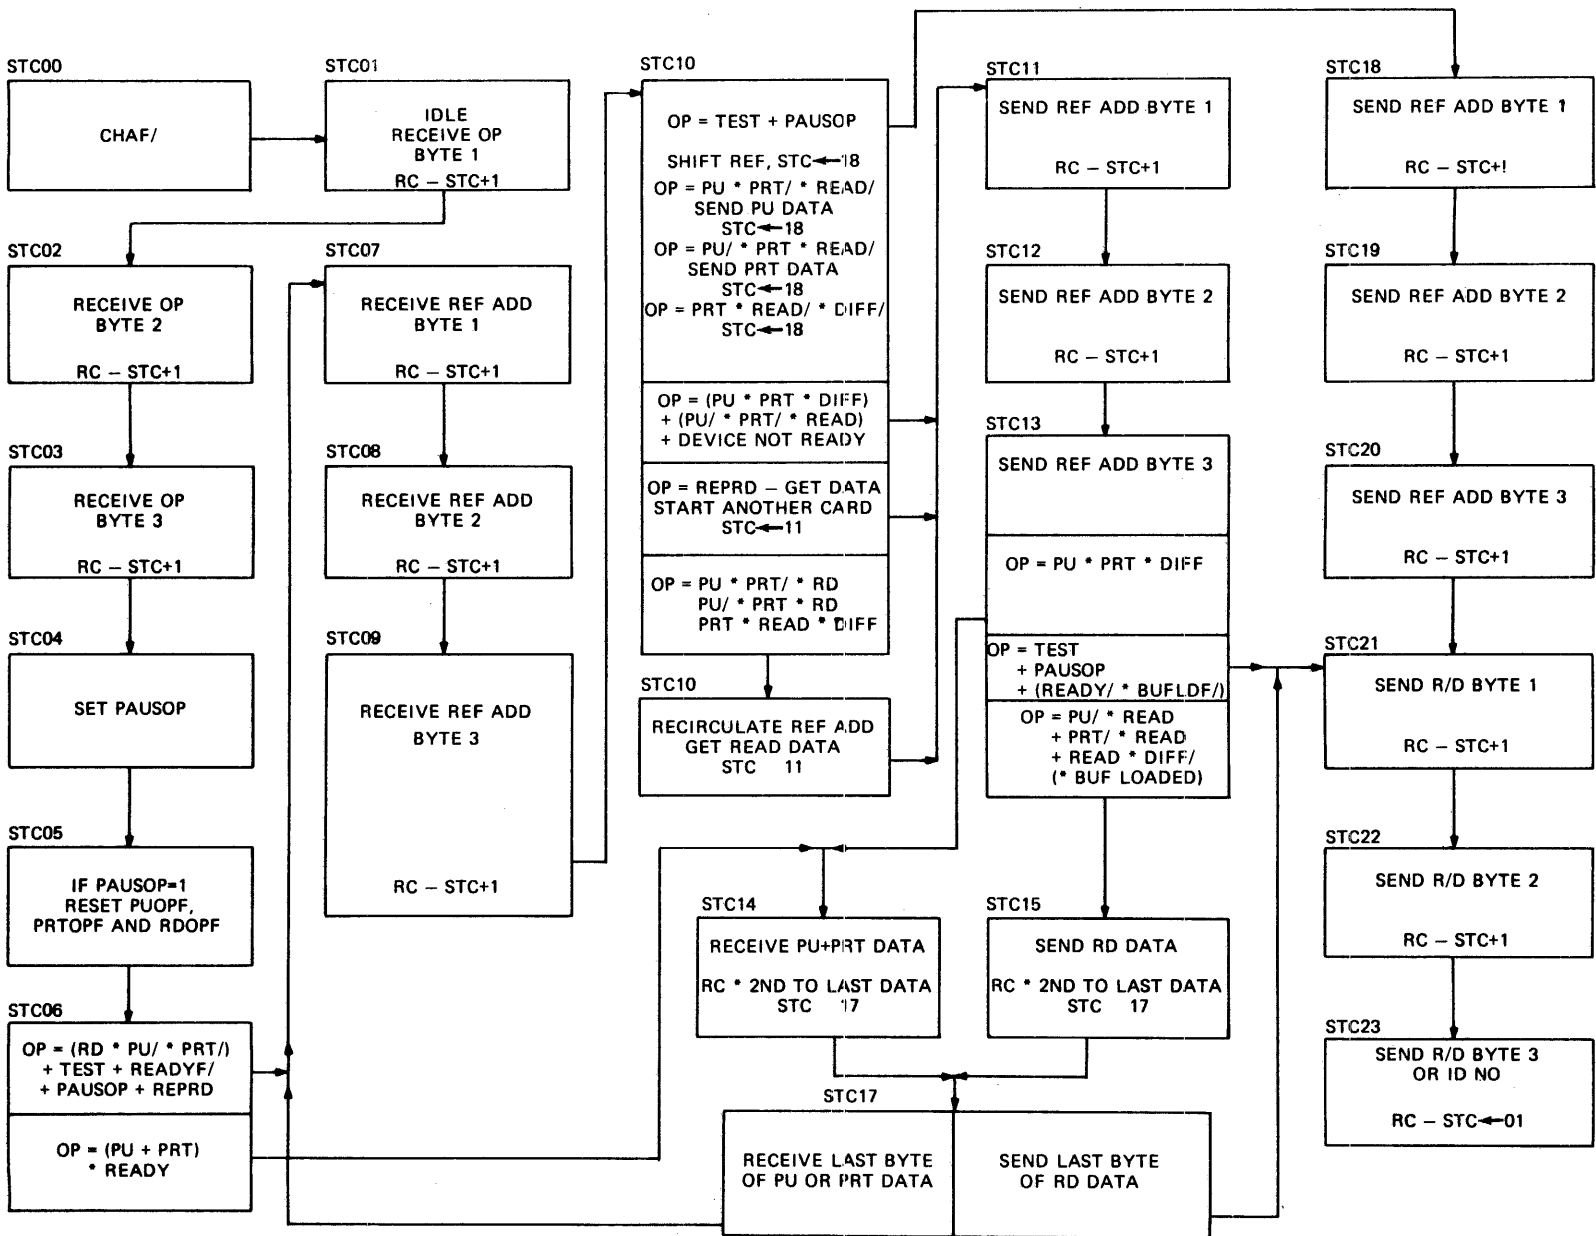 STC00
CHAF/
STC01
IDLE
RECEIVE OP
BYTE 1
RC – STC+1
STC02
RECEIVE OP
BYTE 2
RC – STC+1
STC03
RECEIVE OP
BYTE 3
RC – STC+1
STC04
SET PAUSOP
STC05
IF PAUSOP=1
RESET PUOPF,
PRTOPF AND RDOPF
STC06
OP = (RD * PU/ * PRT/)
+ TEST + READYF/
+ PAUSOP + REPRD
OP = (PU + PRT)
* READY
STC07
RECEIVE REF ADD
BYTE 1
RC – STC+1
STC08
RECEIVE REF ADD
BYTE 2
RC – STC+1
STC09
RECEIVE REF ADD
BYTE 3
RC – STC+1
STC10
OP = TEST + PAUSOP
SHIFT REF, STC←18
OP = PU * PRT/ * READ/
SEND PU DATA
STC←18
OP = PU/ * PRT * READ/
SEND PRT DATA
STC←18
OP = PRT * READ/ * DIFF/
STC←18
OP = (PU * PRT * DIFF)
+ (PU/ * PRT/ * READ)
+ DEVICE NOT READY
OP = REPRD – GET DATA
START ANOTHER CARD
STC←11
OP = PU * PRT/ * RD
PU/ * PRT * RD
PRT * READ * DIFF
STC10
RECIRCULATE REF ADD
GET READ DATA
STC 11
STC11
SEND REF ADD BYTE 1
RC – STC+1
STC12
SEND REF ADD BYTE 2
RC – STC+1
STC13
SEND REF ADD BYTE 3
OP = PU * PRT * DIFF
OP = TEST
+ PAUSOP
+ (READY/ * BUFLDF/)
OP = PU/ * READ
+ PRT/ * READ
+ READ * DIFF/
(* BUF LOADED)
STC14
RECEIVE PU+PRT DATA
RC * 2ND TO LAST DATA
STC 17
STC15
SEND RD DATA
RC * 2ND TO LAST DATA
STC 17
STC17
RECEIVE LAST BYTE
OF PU OR PRT DATA
SEND LAST BYTE
OF RD DATA
STC18
SEND REF ADD BYTE 1
RC – STC+!
STC19
SEND REF ADD BYTE 2
RC – STC+1
STC20
SEND REF ADD BYTE 3
RC – STC+1
STC21
SEND R/D BYTE 1
RC – STC+1
STC22
SEND R/D BYTE 2
RC – STC+1
STC23
SEND R/D BYTE 3
OR ID NO
RC – STC←01